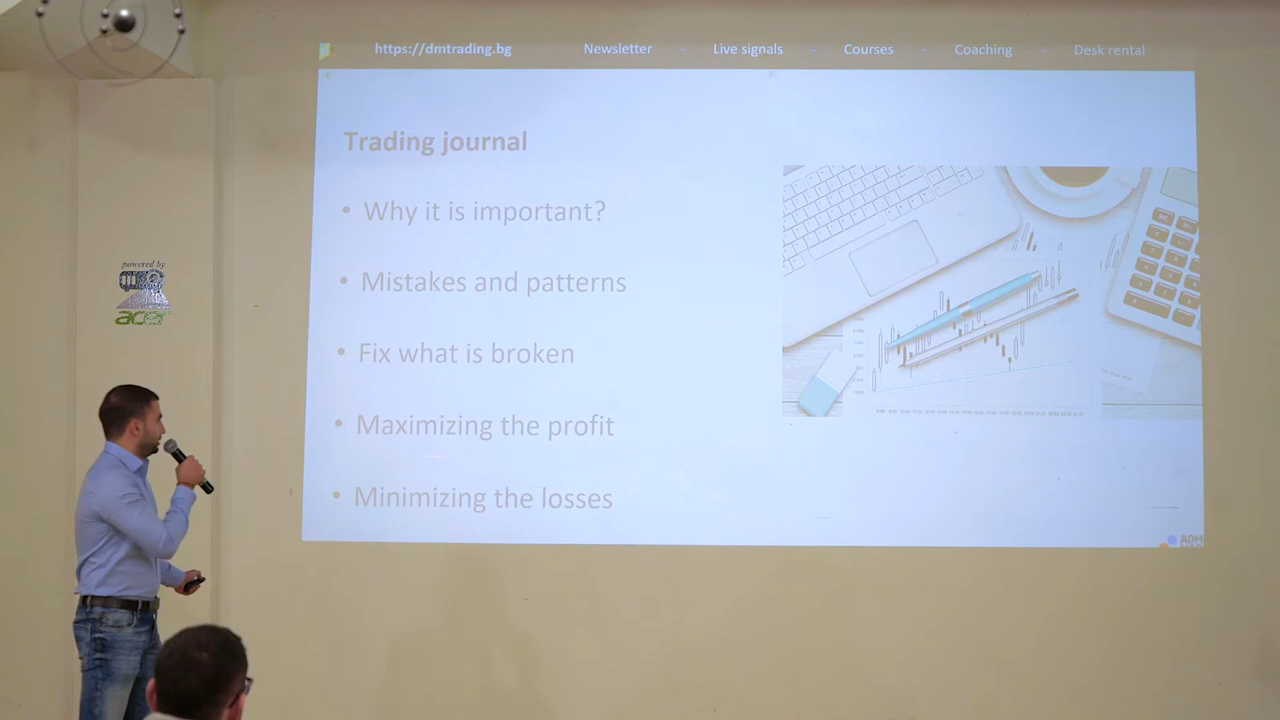 https://dmtrading.bg Newsletter - Live signals - Courses - Coaching - Desk rental
Trading journal
• Why it is important?
• Mistakes and patterns
• Fix what is broken
• Maximizing the profit
• Minimizing the losses
powered by
ADM